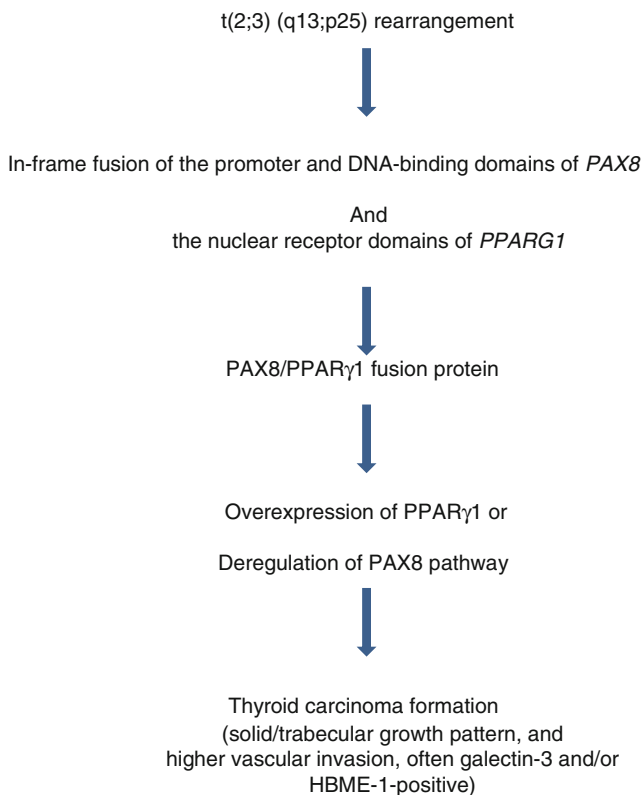 t(2;3) (q13;p25) rearrangement
In-frame fusion of the promoter and DNA-binding domains of PAX8
And
the nuclear receptor domains of PPARG1
PAX8/PPARγ1 fusion protein
Overexpression of PPARγ1 or
Deregulation of PAX8 pathway
Thyroid carcinoma formation
(solid/trabecular growth pattern, and
higher vascular invasion, often galectin-3 and/or
HBME-1-positive)